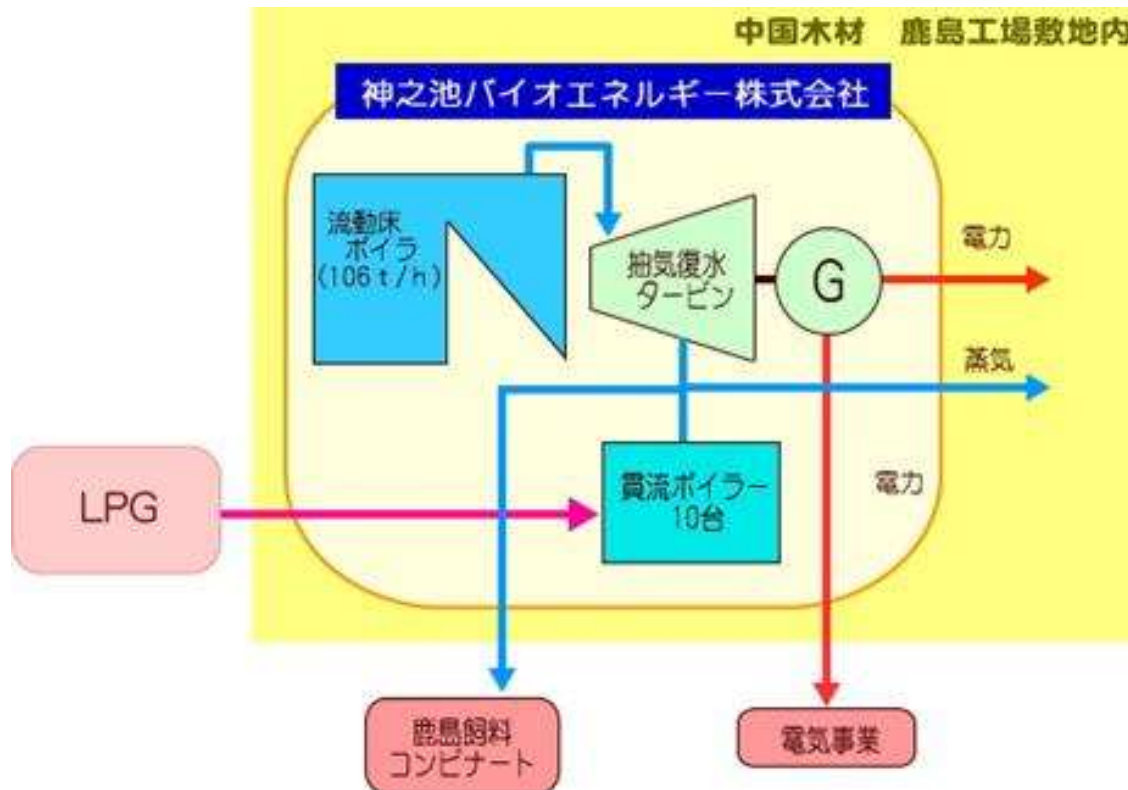 中国木材　鹿島工場敷地内
神之池バイオエネルギー株式会社
流動床
ボイラ
(106t/h)
抽気復水
タービン
G
電力
蒸気
LPG
貫流ボイラー
10台
電力
鹿島飼料
コンビナート
電気事業